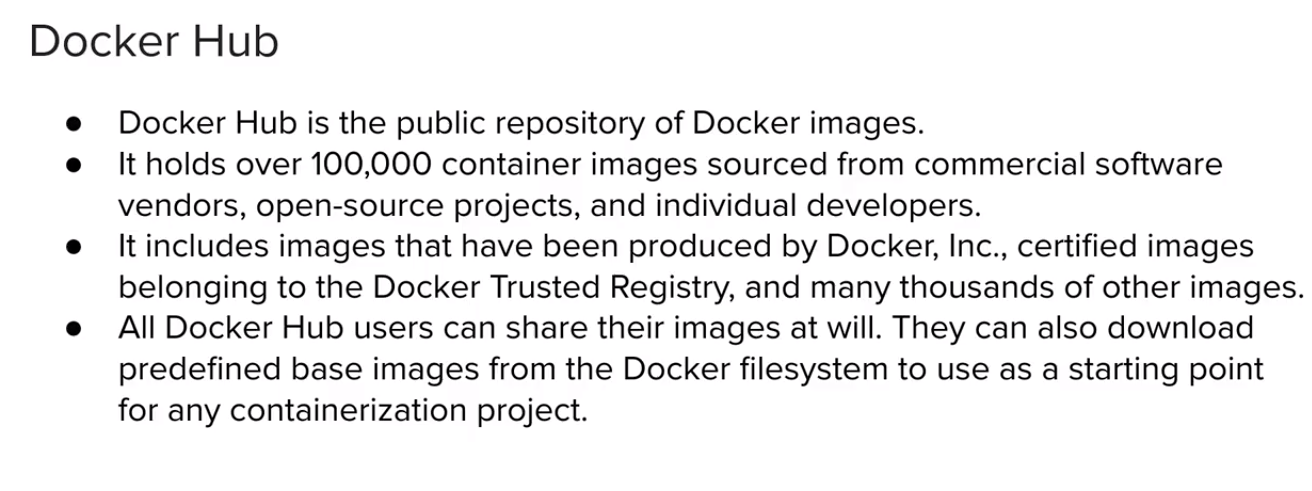 Docker Hub
● Docker Hub is the public repository of Docker images.
● It holds over 100,000 container images sourced from commercial software
vendors, open-source projects, and individual developers.
● It includes images that have been produced by Docker, Inc., certified images
belonging to the Docker Trusted Registry, and many thousands of other images.
● All Docker Hub users can share their images at will. They can also download
predefined base images from the Docker filesystem to use as a starting point
for any containerization project.